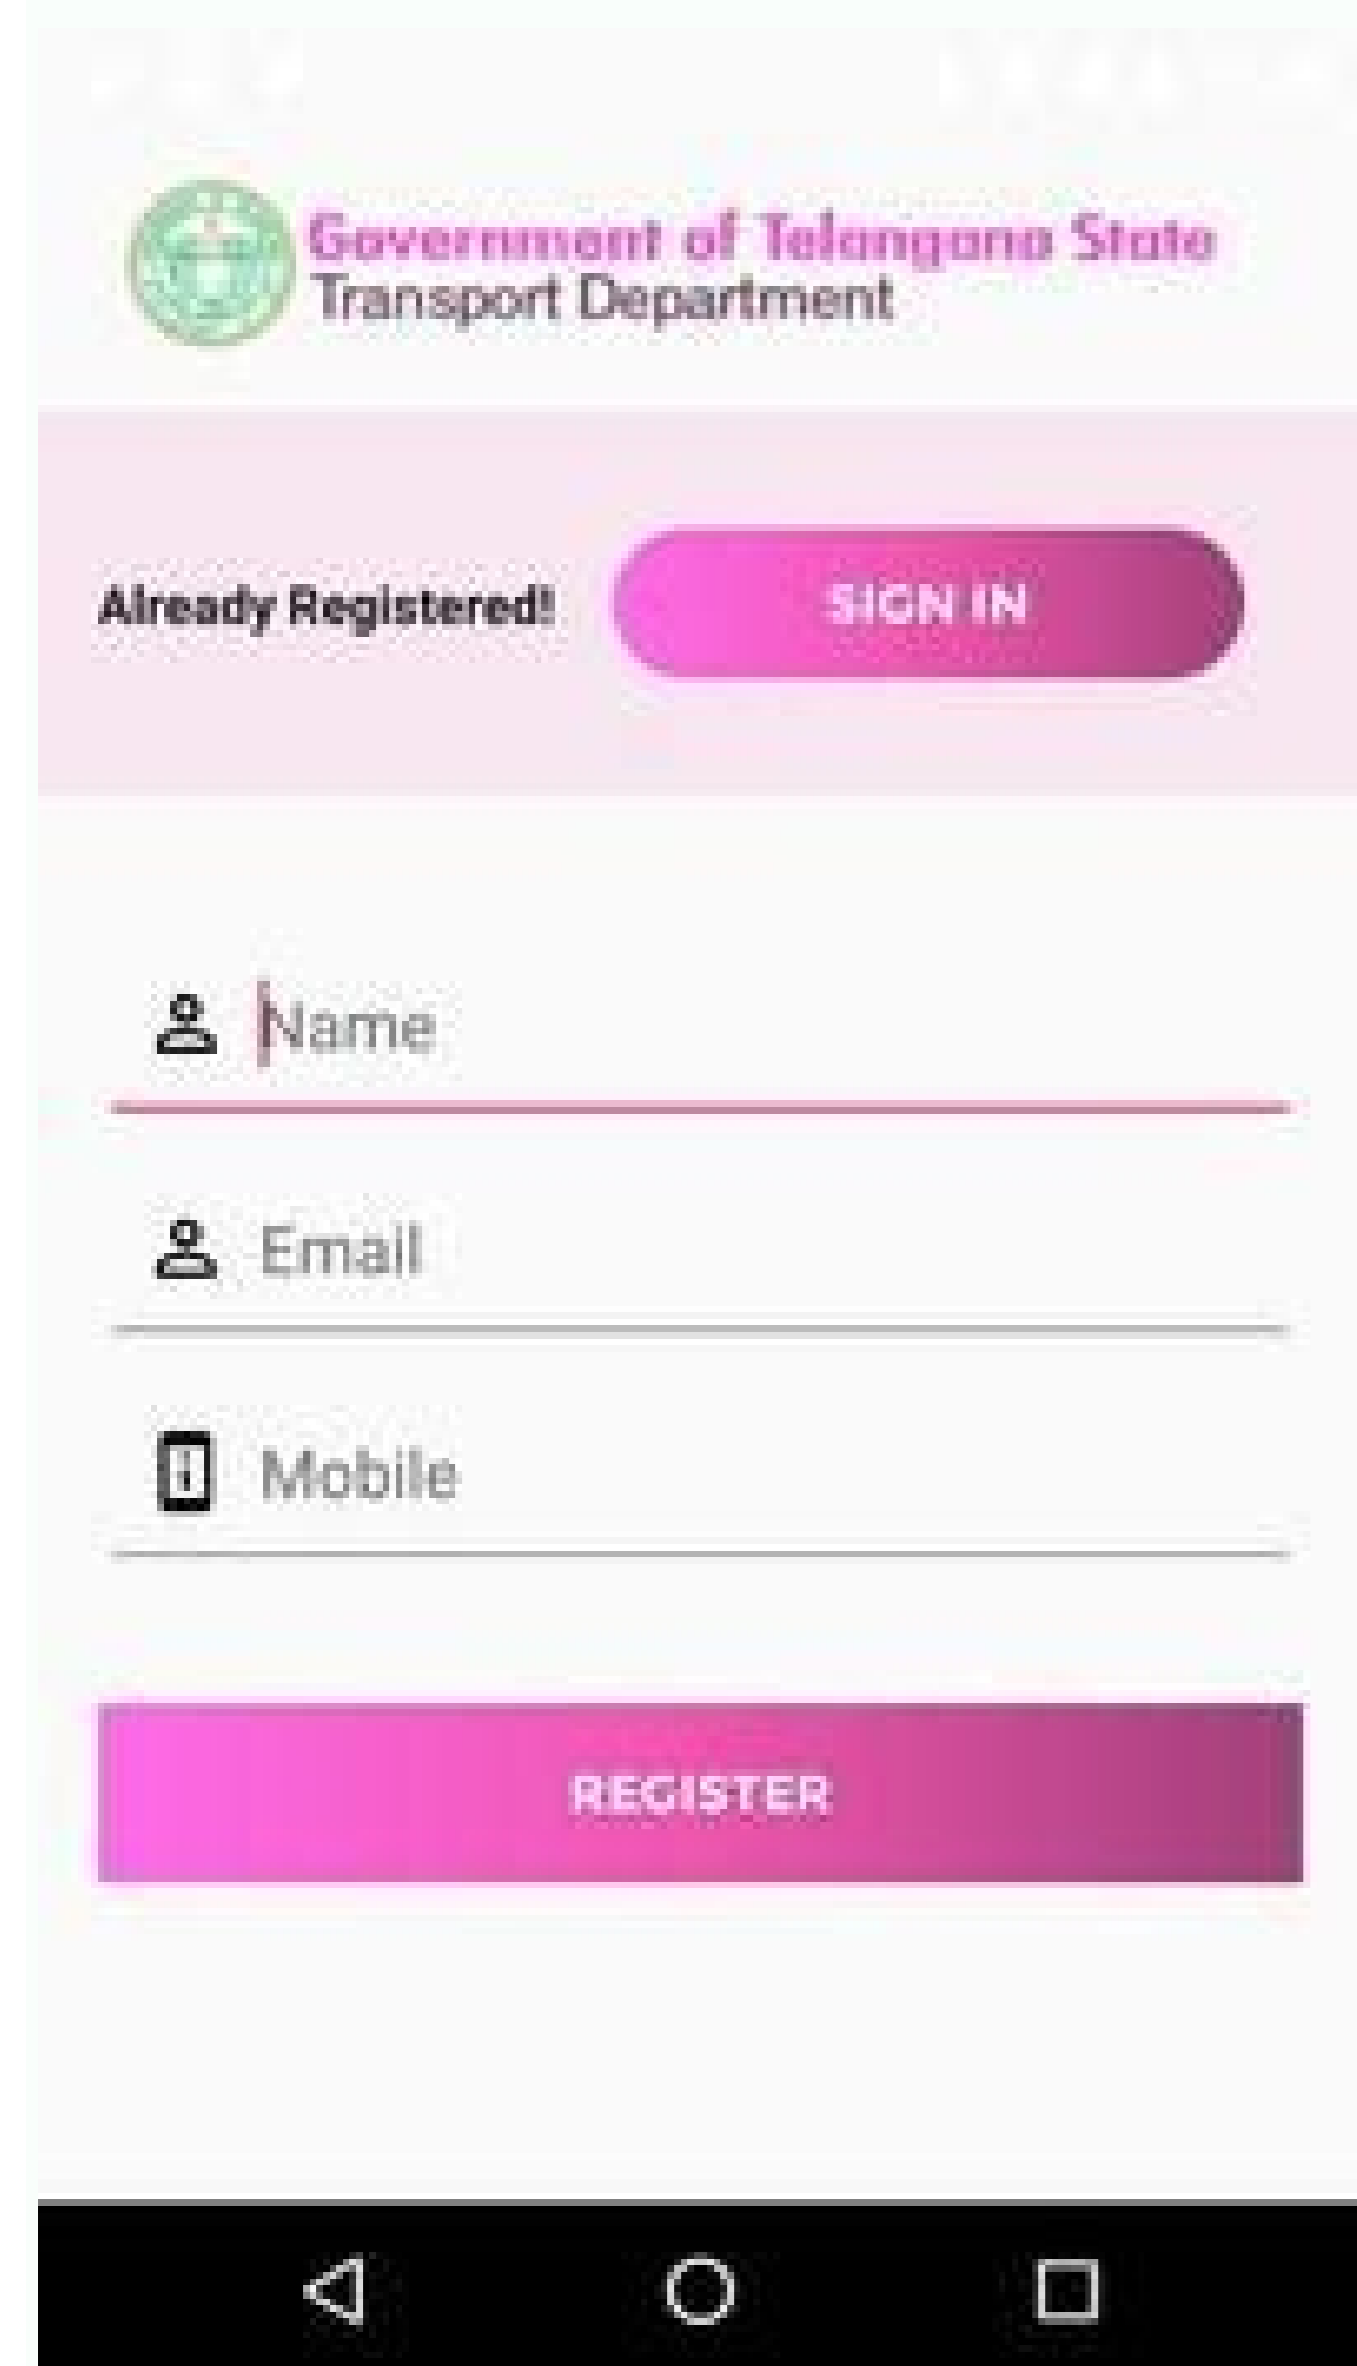 Government of Telangana State
Transport Department
Already Registered!
SIGN IN
Name
Email
Mobile
REGISTER